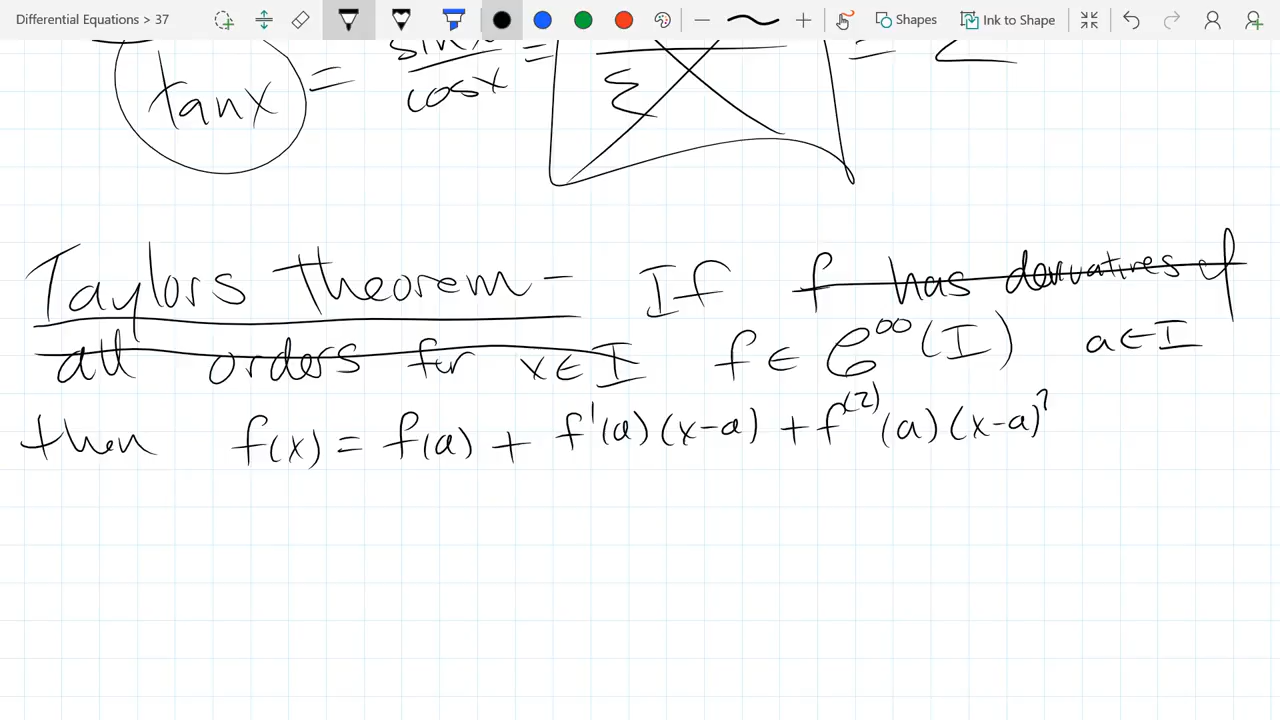 Differential Equations > 37
Shapes
Ink to Shape
tanx = sinx/cosx = Σ = Σ
Taylors theorem - If f has derivatives of
all orders for x∈I f∈ C^∞(I) a∈I
then f(x) = f(a) + f'(a)(x-a) + f^(2)(a)(x-a)^2